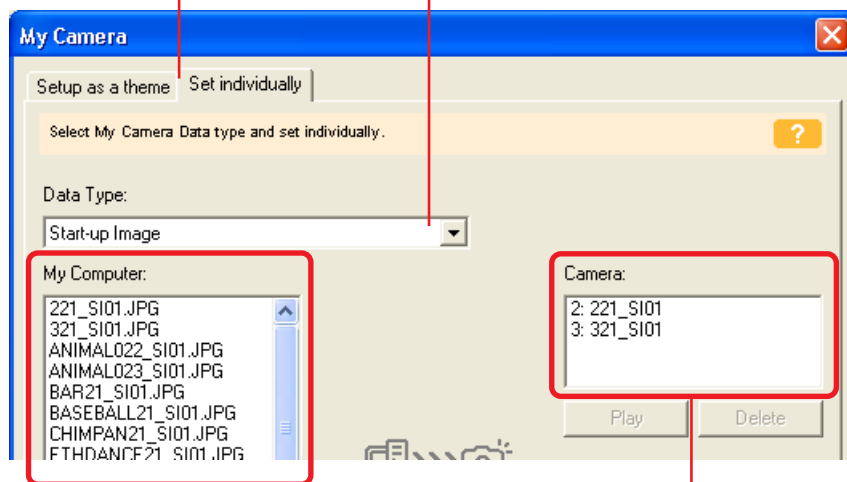 My Camera
Setup as a theme
Set individually
Select My Camera Data type and set individually.
?
Data Type:
Start-up Image
My Computer:
221_SI01.JPG
321_SI01.JPG
ANIMAL022_SI01.JPG
ANIMAL023_SI01.JPG
BAR21_SI01.JPG
BASEBALL21_SI01.JPG
CHIMPAN21_SI01.JPG
ETHDANCE21_SI01.JPG
Camera:
2: 221_SI01
3: 321_SI01
Play
Delete